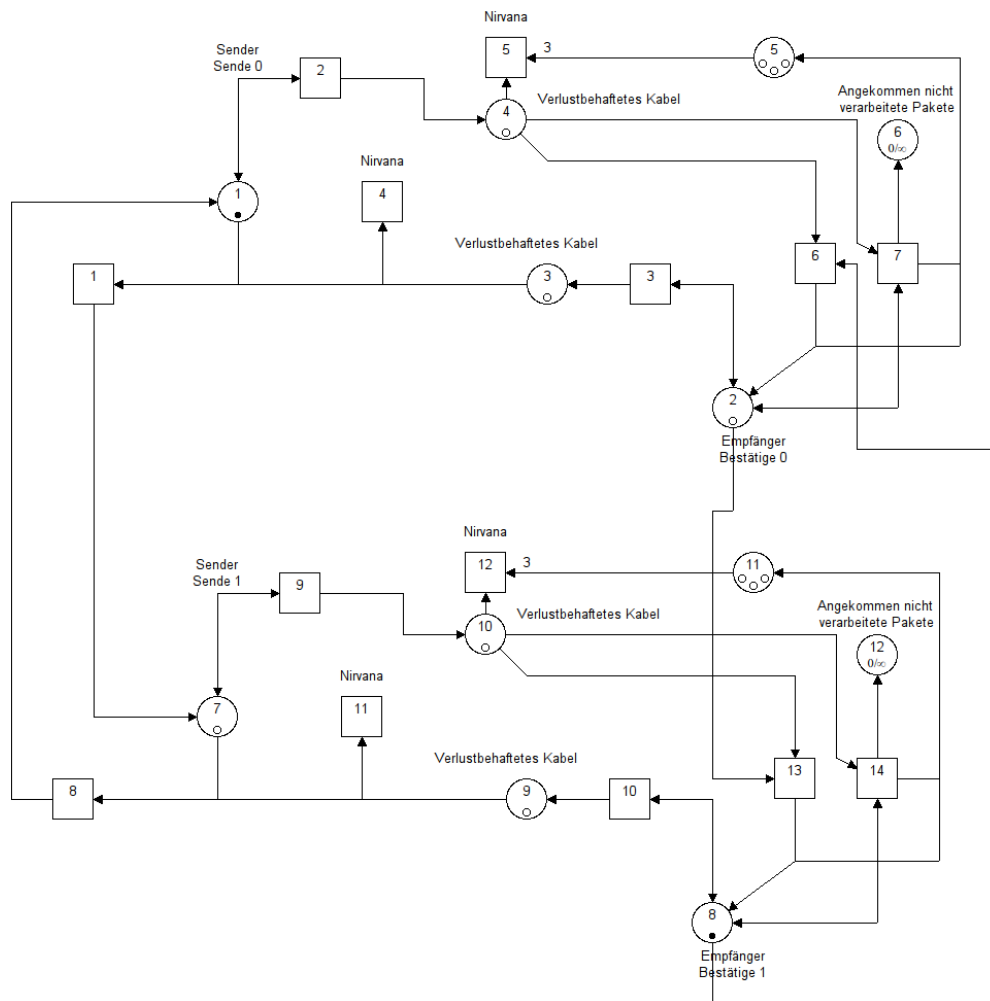 Nirvana
5
3
5
Sender
Sende 0
2
Verlustbehaftetes Kabel
Angekommen nicht
verarbeitete Pakete
4
6
0/∞
Nirvana
1
4
Verlustbehaftetes Kabel
1
3
3
6
7
2
Empfänger
Bestätige 0
Nirvana
12
3
11
Sender
Sende 1
9
Verlustbehaftetes Kabel
Angekommen nicht
verarbeitete Pakete
10
12
0/∞
Nirvana
7
11
Verlustbehaftetes Kabel
8
9
10
13
14
8
Empfänger
Bestätige 1